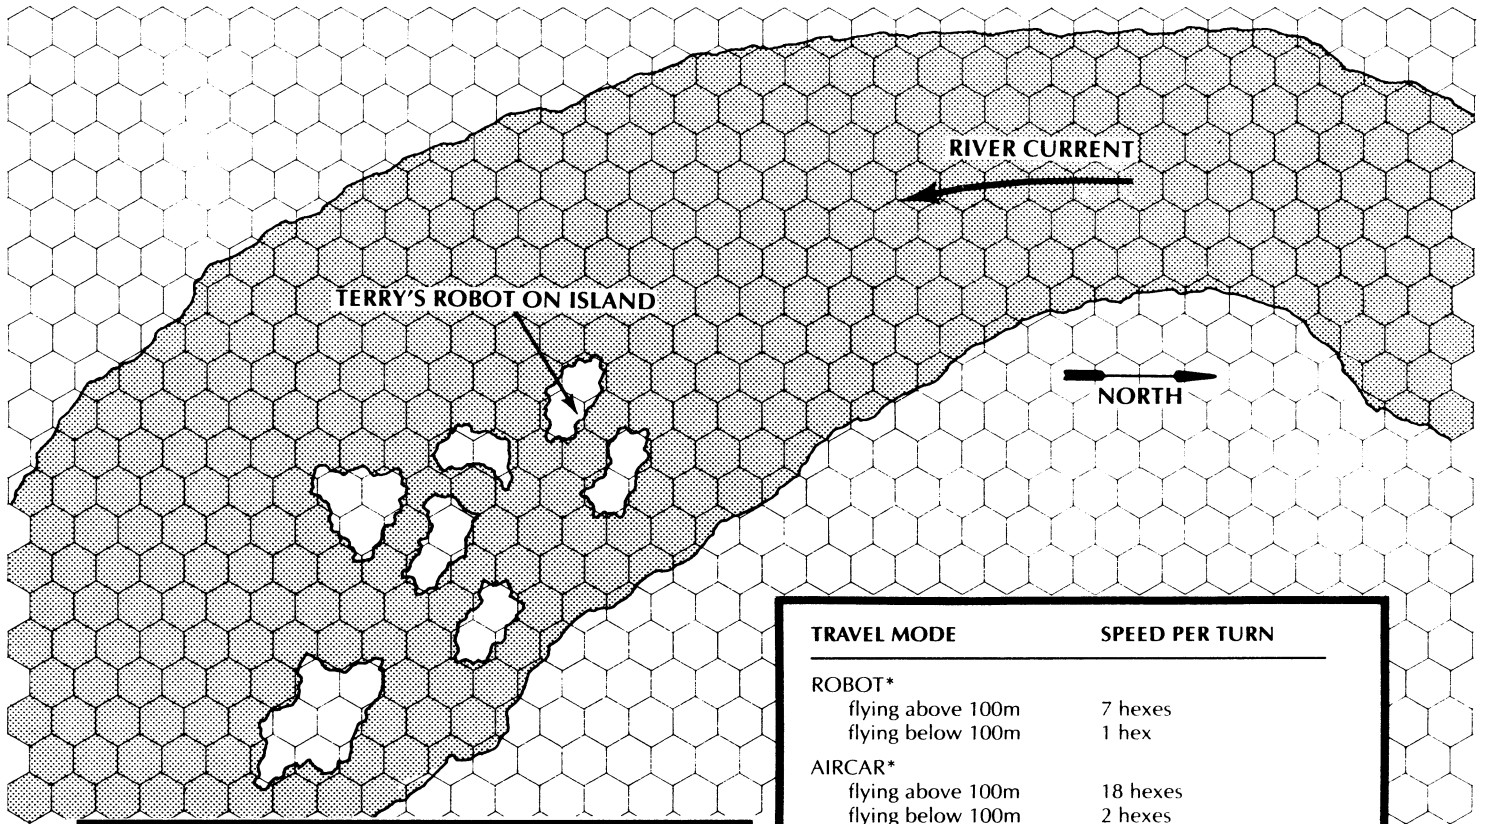 RIVER CURRENT
TERRY'S ROBOT ON ISLAND
NORTH
TRAVEL MODE SPEED PER TURN
ROBOT*
flying above 100m 7 hexes
flying below 100m 1 hex
AIRCAR*
flying above 100m 18 hexes
flying below 100m 2 hexes